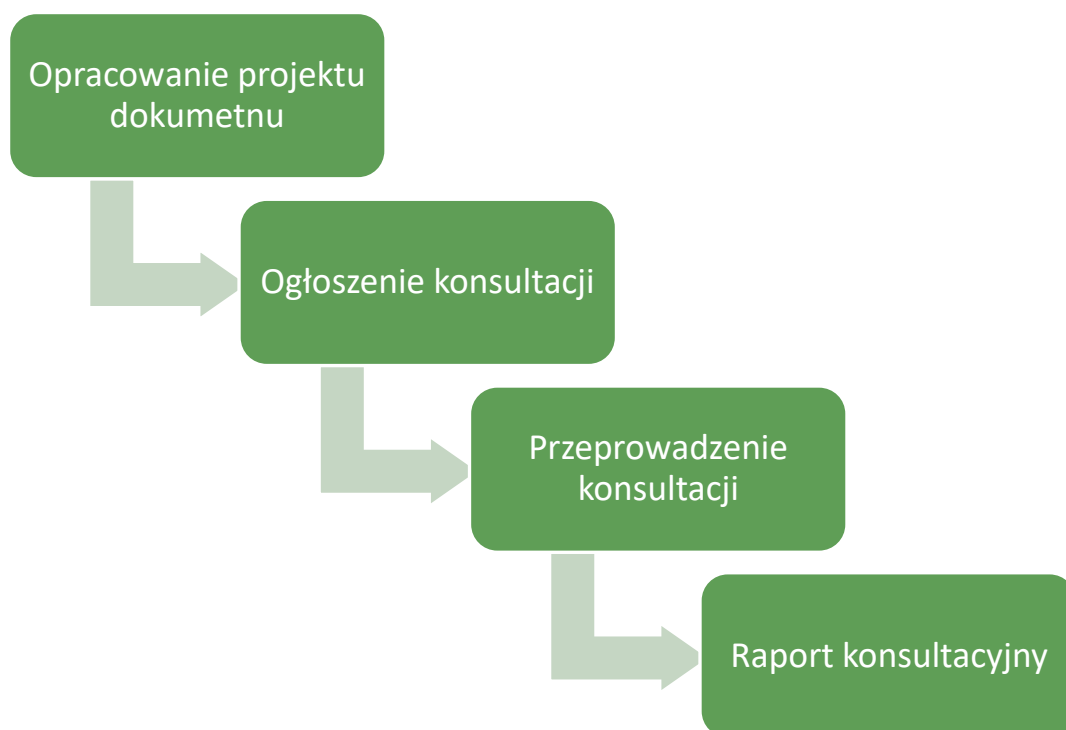 Opracowanie projektu
dokumetnu
Ogłoszenie konsultacji
Przeprowadzenie
konsultacji
Raport konsultacyjny